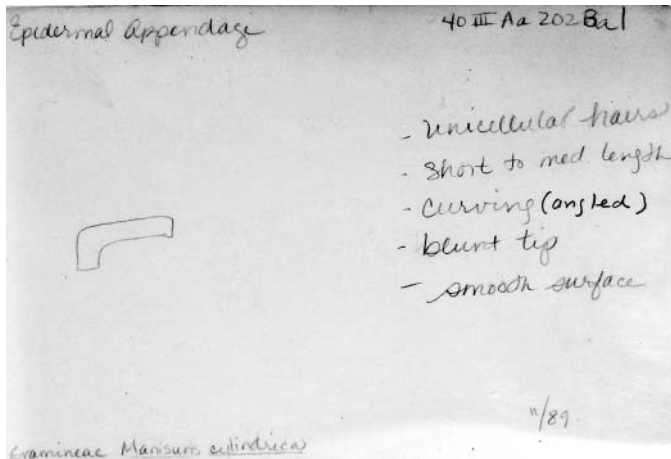 Epidermal Appendage
40 III Aa 202 Ba1
- Unicellular hairs
- Short to med. length
- curving (angled)
- blunt tip
- smooth surface
11/89
Gramineae Manisuris cylindrica